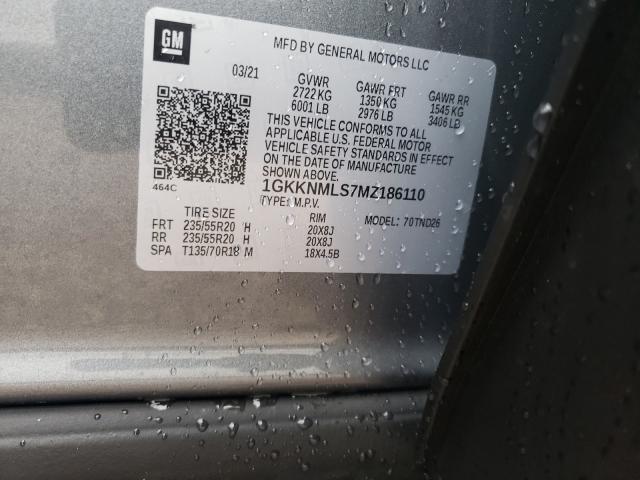 GM
MFD BY GENERAL MOTORS LLC
03/21 GVWR GAWR FRT GAWR RR
2722 KG 1350 KG 1545 KG
6001 LB 2976 LB 3406 LB
THIS VEHICLE CONFORMS TO ALL
APPLICABLE U.S. FEDERAL MOTOR
VEHICLE SAFETY STANDARDS IN EFFECT
ON THE DATE OF MANUFACTURE
SHOWN ABOVE.
464C 1GKKNMLS7MZ186110
TYPE: M.P.V.
TIRE SIZE RIM MODEL: 70TND26
FRT 235/55R20 H 20X8J
RR 235/55R20 H 20X8J
SPA T135/70R18 M 18X4.5B